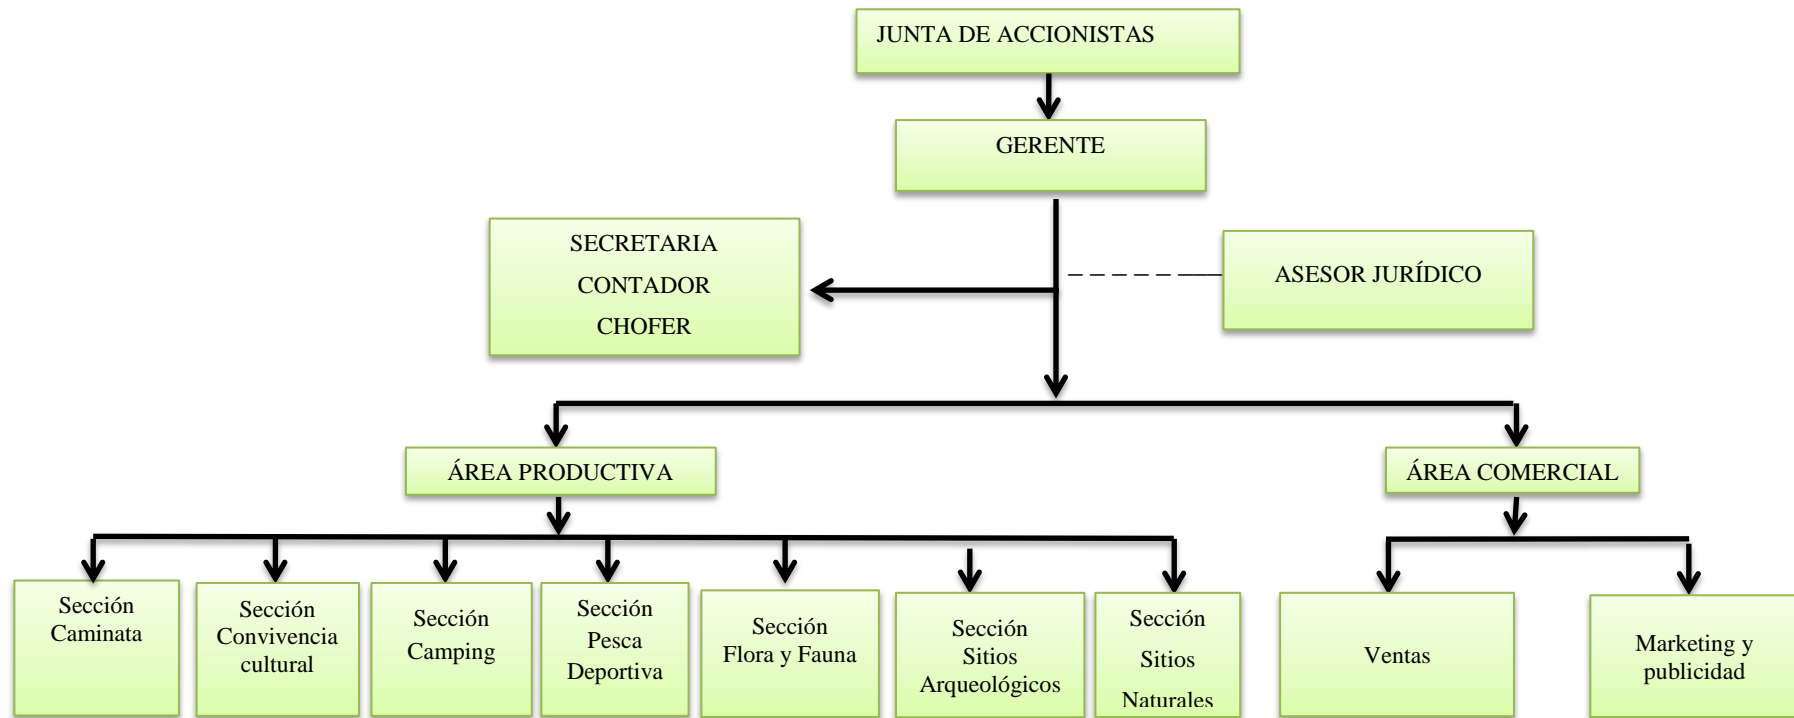 JUNTA DE ACCIONISTAS
GERENTE
SECRETARIA
CONTADOR
CHOFER
ASESOR JURÍDICO
ÁREA PRODUCTIVA
ÁREA COMERCIAL
Sección
Caminata
Sección
Convivencia
cultural
Sección
Camping
Sección
Pesca
Deportiva
Sección
Flora y Fauna
Sección
Sitios
Arqueológicos
Sección
Sitios
Naturales
Ventas
Marketing y
publicidad